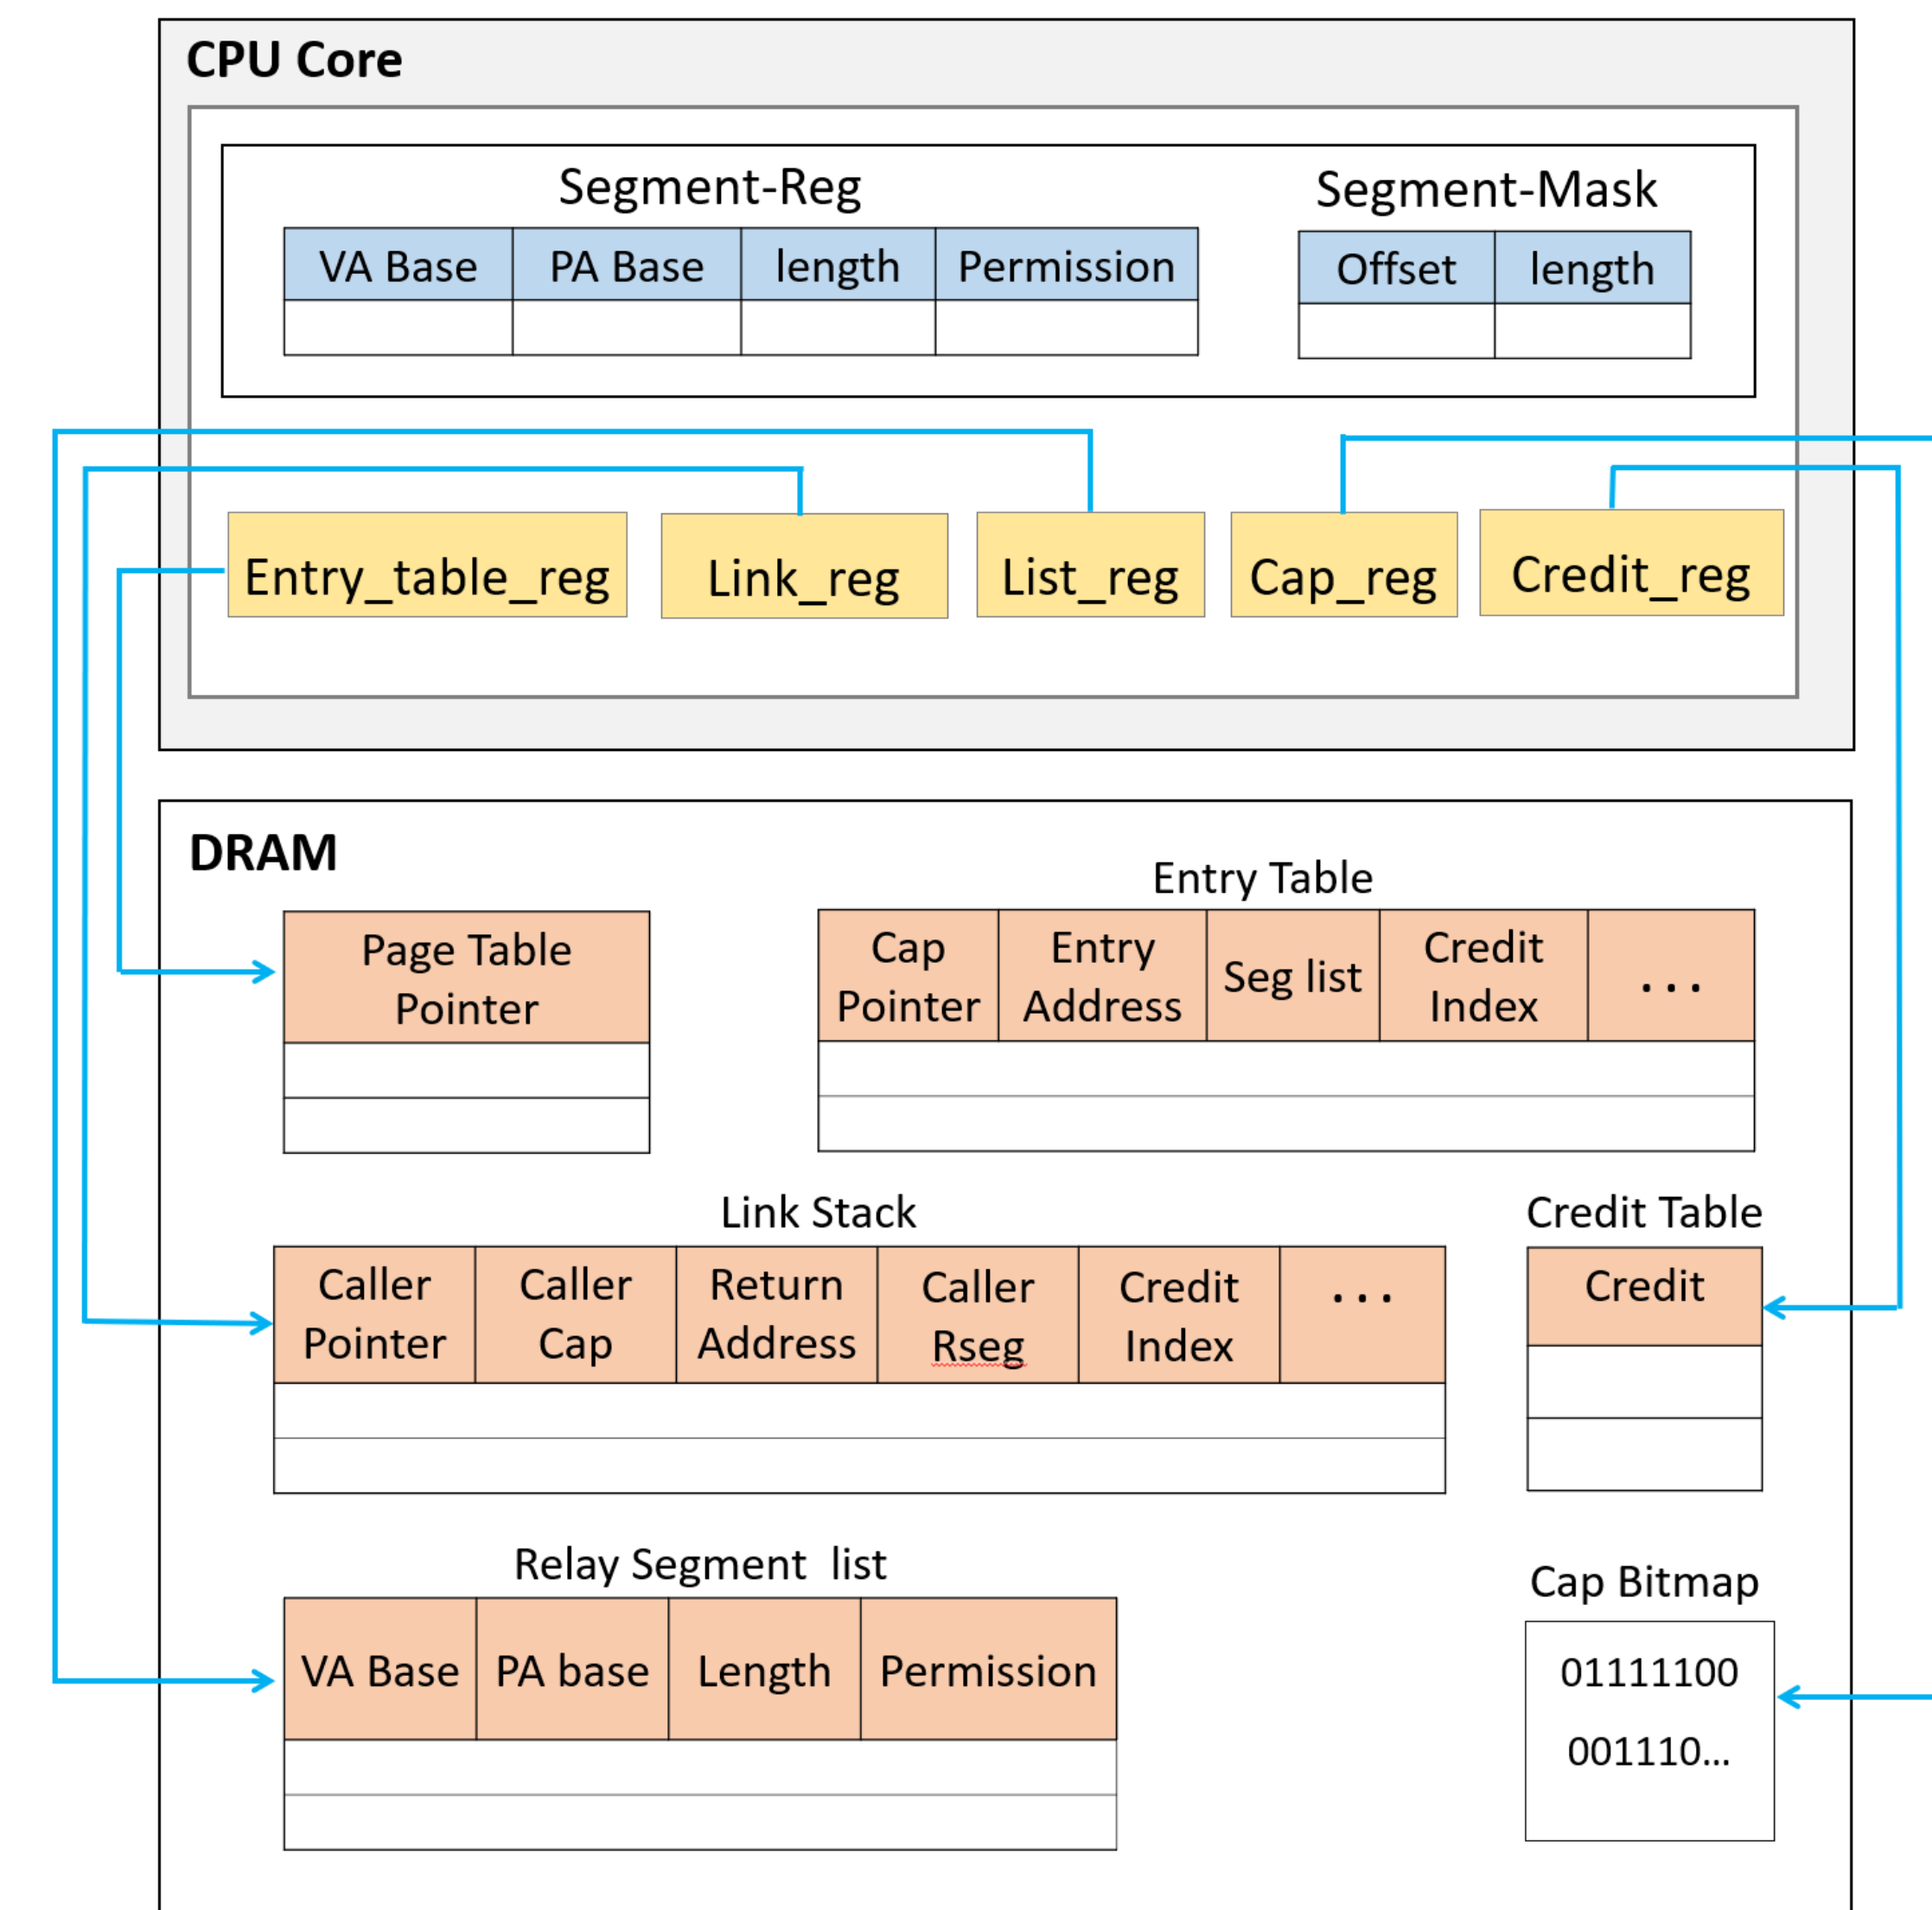 CPU Core
Segment-Reg
Segment-Mask
VA Base
PA Base
length
Permission
Offset
length
Entry_table_reg
Link_reg
List_reg
Cap_reg
Credit_reg
DRAM
Entry Table
Page Table
Pointer
Cap
Pointer
Entry
Address
Seg list
Credit
Index
...
Link Stack
Credit Table
Caller
Pointer
Caller
Cap
Return
Address
Caller
Rseg
Credit
Index
...
Credit
Relay Segment  list
Cap Bitmap
VA Base
PA base
Length
Permission
01111100
001110...